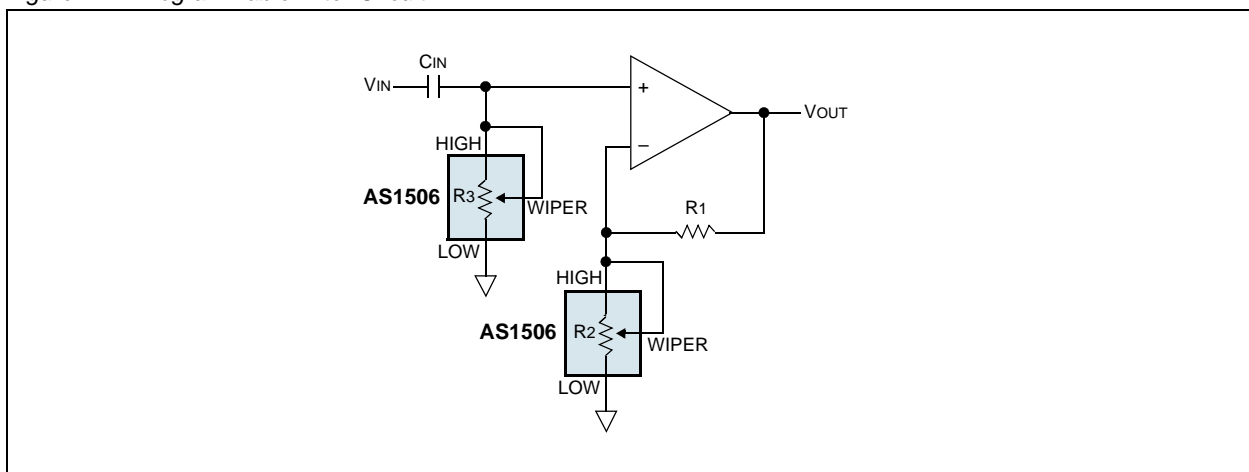 CIN
VIN
+
VOUT
HIGH
−
AS1506
R3
WIPER
R1
LOW
HIGH
AS1506
R2
WIPER
LOW